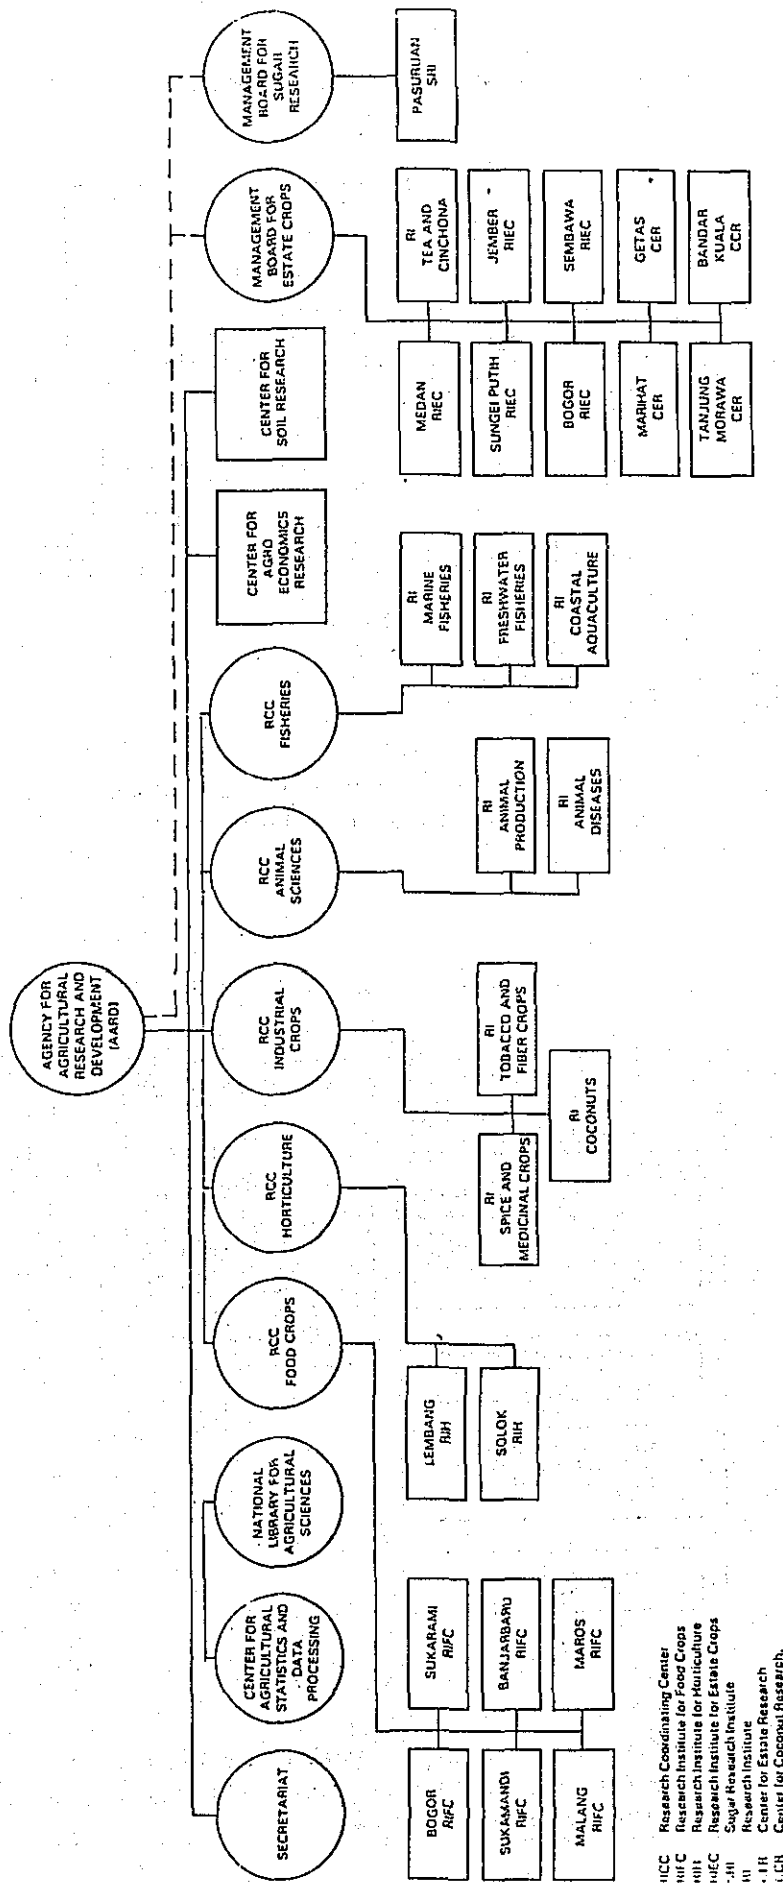 AGENCY FOR
AGRICULTURAL
RESEARCH AND
DEVELOPMENT
(AARD)
SECRETARIAT
CENTER FOR
AGRICULTURAL
STATISTICS AND
DATA
PROCESSING
NATIONAL
LIBRARY FOR
AGRICULTURAL
SCIENCES
RCC
FOOD CROPS
RCC
HORTICULTURE
RCC
INDUSTRIAL
CROPS
RCC
ANIMAL
SCIENCES
RCC
FISHERIES
CENTER FOR
AGRO
ECONOMICS
RESEARCH
CENTER FOR
SOIL RESEARCH
MANAGEMENT
BOARD FOR
ESTATE CROPS
MANAGEMENT
BOARD FOR
SUGAR
RESEARCH
BOGOR
RIFC
SUKARAMI
RIFC
SUKAMANDI
RIFC
BANJARBARU
RIFC
MALANG
RIFC
MAROS
RIFC
LEMBANG
RIH
SOLOK
RIH
RI
SPICE AND
MEDICINAL CROPS
RI
TOBACCO AND
FIBER CROPS
RI
COCONUTS
RI
ANIMAL
PRODUCTION
RI
ANIMAL
DISEASES
RI
MARINE
FISHERIES
RI
FRESHWATER
FISHERIES
RI
COASTAL
AQUACULTURE
MEDAN
RIEC
RI
TEA AND
CINCHONA
SUNGEI PUTIH
RIEC
JEMBER
RIEC
BOGOR
RIEC
SEMBAWA
RIEC
MARIHAT
CER
GETAS
CER
TANJUNG
MORAWA
CER
BANDAR
KUALA
CCR
PASURUAN
SRI
Research Coordinating Center
Research Institute for Food Crops
Research Institute for Horticulture
Research Institute for Estate Crops
Sugar Research Institute
Research Institute
Center for Estate Research
Center for Coconut Research.